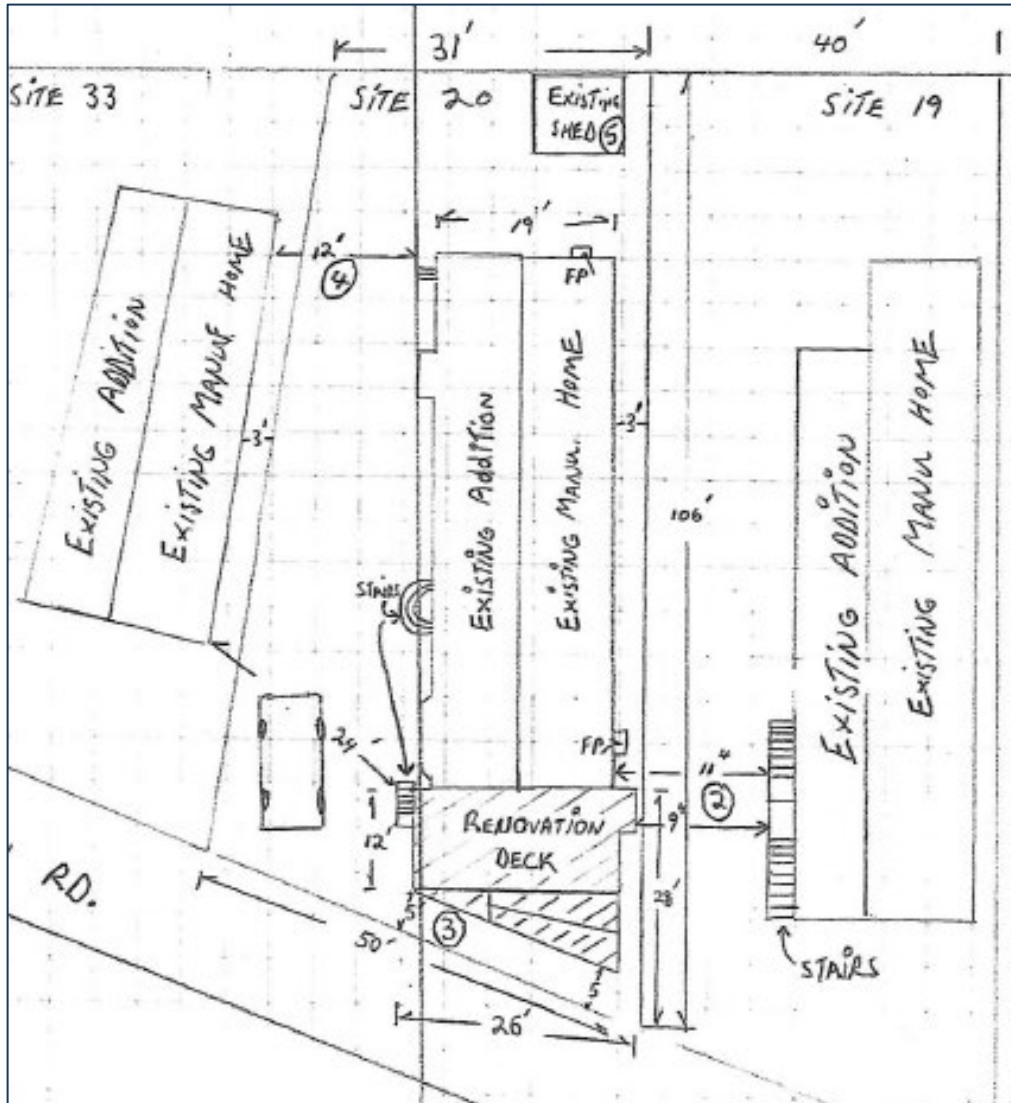 31'
40'
SITE 33
SITE 20
EXISTING
SHED 5
SITE 19
19'
12'
4
FP
EXISTING ADDITION
EXISTING MANUF HOME
3'
EXISTING ADDITION
EXISTING MANU HOME
3'
106'
EXISTING ADDITION
EXISTING MANU HOME
STAIRS
FP
24'
11'
2
9'
12'
RENOVATION
DECK
28'
RD.
5'
3
50'
5'
26'
STAIRS